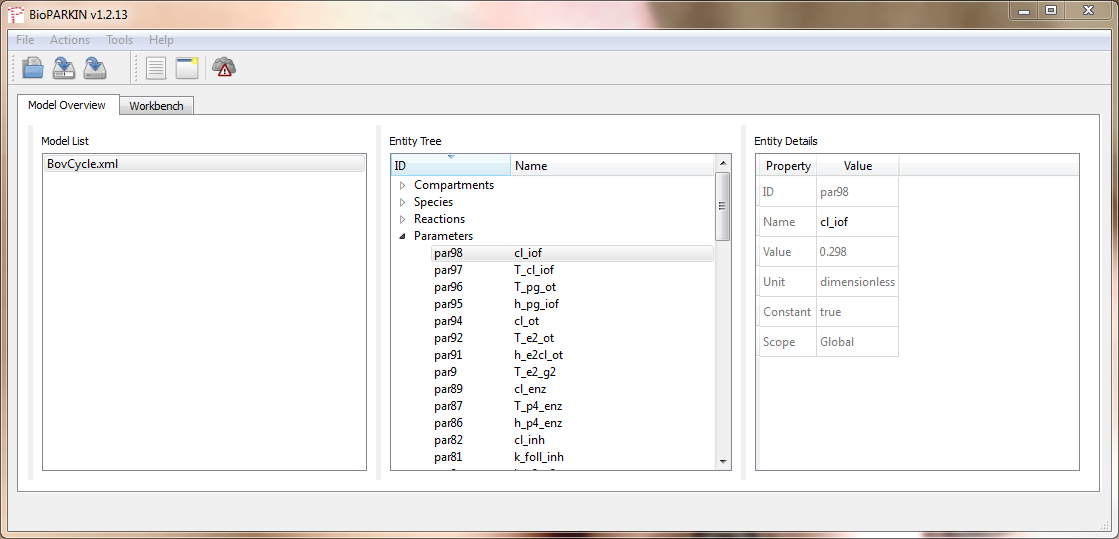 BioPARKIN v1.2.13
File Actions Tools Help
Model Overview Workbench
Model List
BovCycle.xml
Entity Tree
ID Name
Compartments
Species
Reactions
Parameters
par98 cl_iof
par97 T_cl_iof
par96 T_pg_ot
par95 h_pg_iof
par94 cl_ot
par92 T_e2_ot
par91 h_e2cl_ot
par9 T_e2_g2
par89 cl_enz
par87 T_p4_enz
par86 h_p4_enz
par82 cl_inh
par81 k_foll_inh
Entity Details
Property Value
ID par98
Name cl_iof
Value 0.298
Unit dimensionless
Constant true
Scope Global